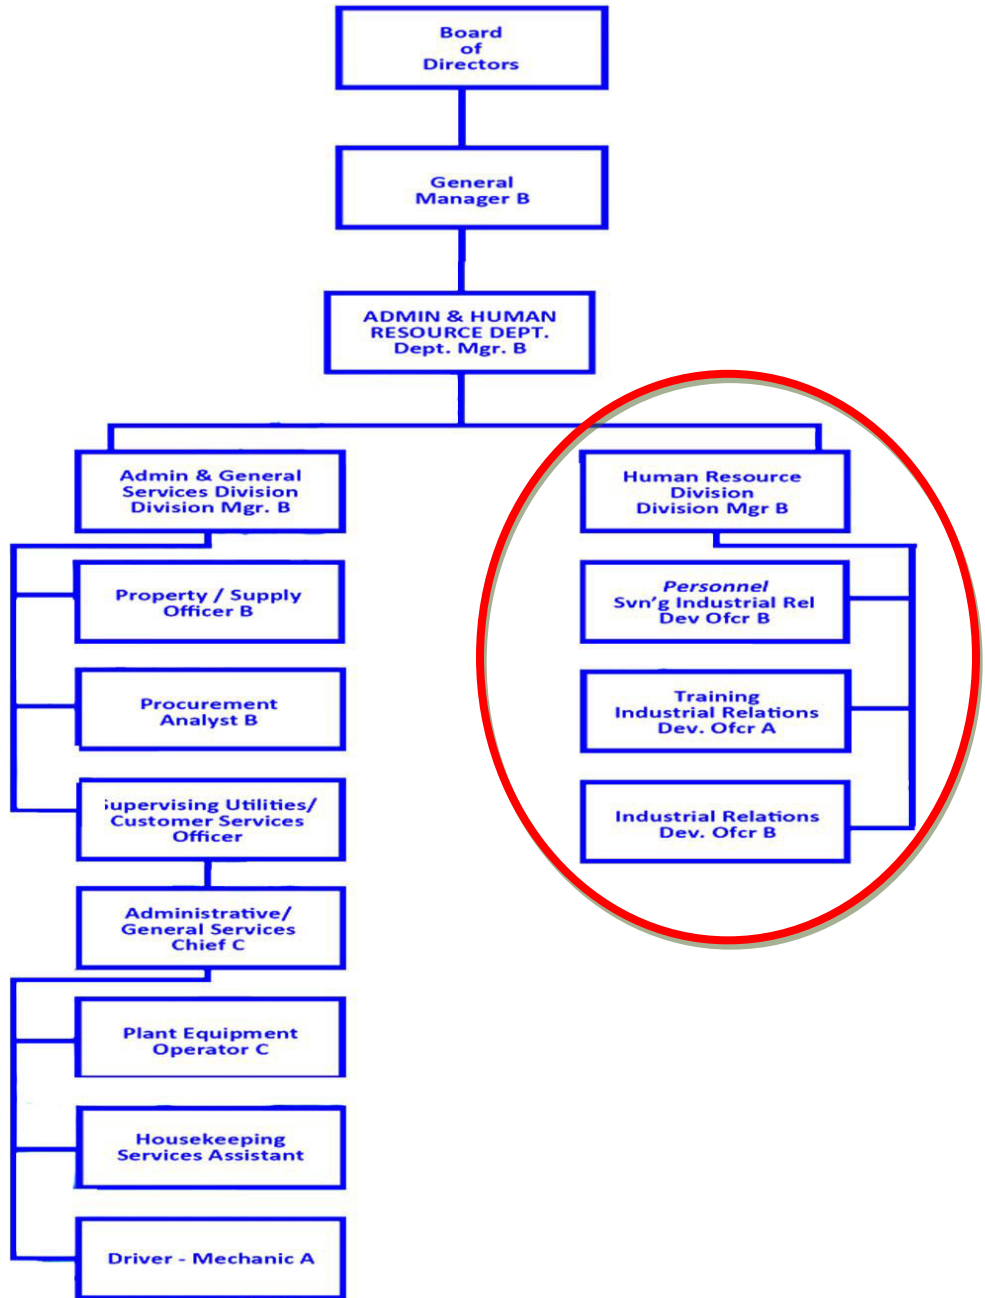 Board
of
Directors
General
Manager B
ADMIN & HUMAN
RESOURCE DEPT.
Dept. Mgr. B
Admin & General
Services Division
Division Mgr. B
Property / Supply
Officer B
Procurement
Analyst B
Supervising Utilities/
Customer Services
Officer
Administrative/
General Services
Chief C
Plant Equipment
Operator C
Housekeeping
Services Assistant
Driver - Mechanic A
Human Resource
Division
Division Mgr B
Personnel
Svn'g Industrial Rel
Dev Ofcr B
Training
Industrial Relations
Dev. Ofcr A
Industrial Relations
Dev. Ofcr B